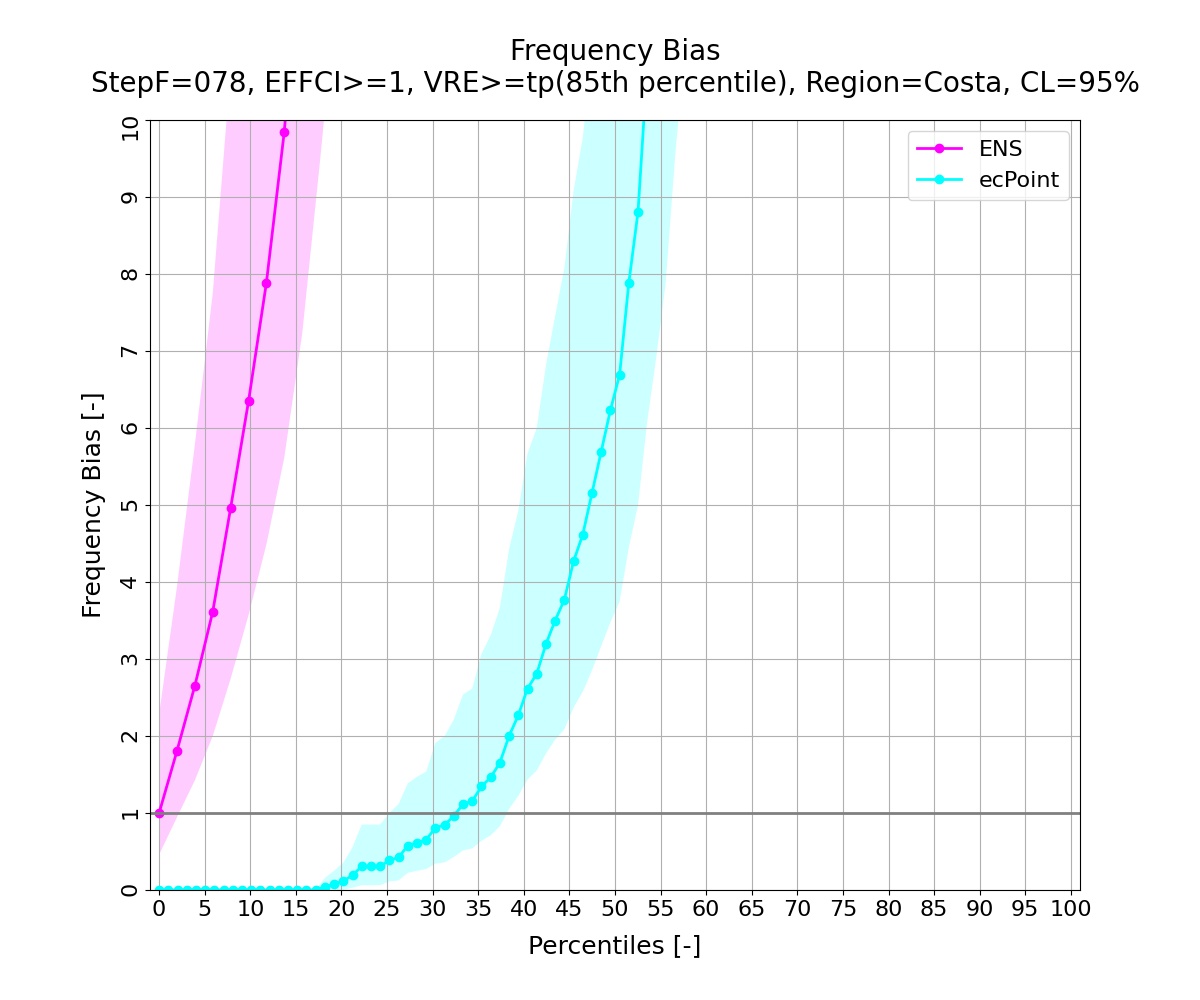 Frequency Bias
StepF=078, EFFCI>=1, VRE>=tp(85th percentile), Region=Costa, CL=95%
10
9
8
7
6
5
4
3
2
1
0
Frequency Bias [-]
ENS
ecPoint
0 5 10 15 20 25 30 35 40 45 50 55 60 65 70 75 80 85 90 95 100
Percentiles [-]